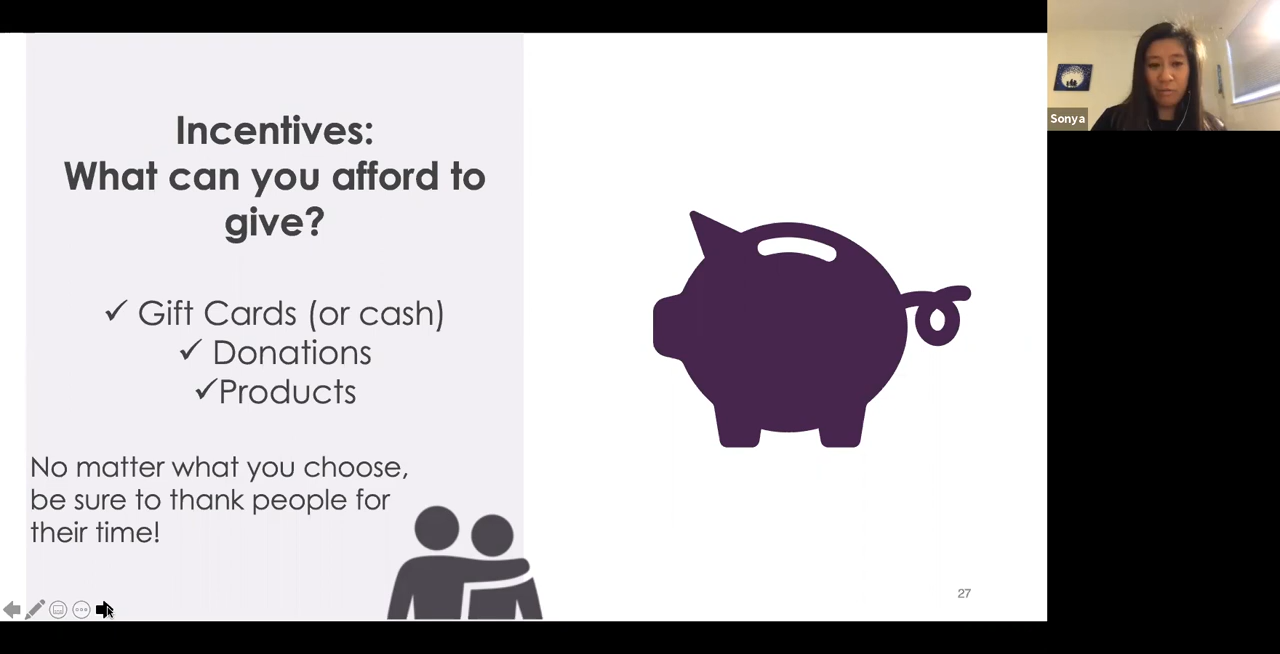 Incentives:
What can you afford to
give?
✓ Gift Cards (or cash)
✓ Donations
✓Products
No matter what you choose,
be sure to thank people for
their time!
27
Sonya